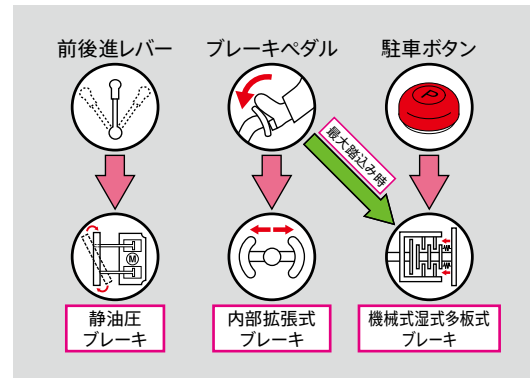 前後進レバー
ブレーキペダル
駐車ボタン
P
最大踏込み時
M
静油圧
ブレーキ
内部拡張式
ブレーキ
機械式湿式多板式
ブレーキ